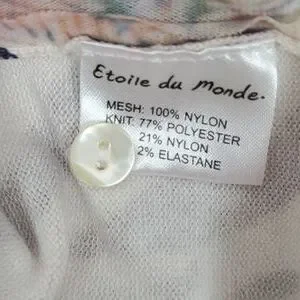 Etoile du Monde.
MESH: 100% NYLON
KNIT: 77% POLYESTER
21% NYLON
2% ELASTANE